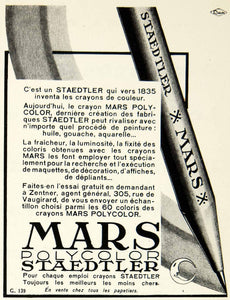 STAEDTLER ✶ MARS ✶
C'est un STAEDTLER qui vers 1835
inventa les crayons de couleur.
Aujourd'hui, le crayon MARS POLY-
COLOR, dernière création des fabri-
ques STAEDTLER peut rivaliser avec
n'importe quel procédé de peinture :
huile, gouache, aquarelle...
La fraîcheur, la luminosité, la fixité des
coloris obtenues avec les crayons
MARS les font employer tout spéciale-
ment pour la recherche et l'exécution
de maquettes, de décoration, d'affiches,
de dépliants...
Faites-en l'essai gratuit en demandant
à Zentner, agent général, 305, rue de
Vaugirard, de vous envoyer un échan-
tillon choisi parmi les 60 coloris des
crayons MARS POLYCOLOR.
MARS
POLYCOLOR
STAEDTLER
Pour chaque emploi crayons STAEDTLER
Toujours les meilleurs les moins chers
G. 139
En vente chez tous les papetiers.